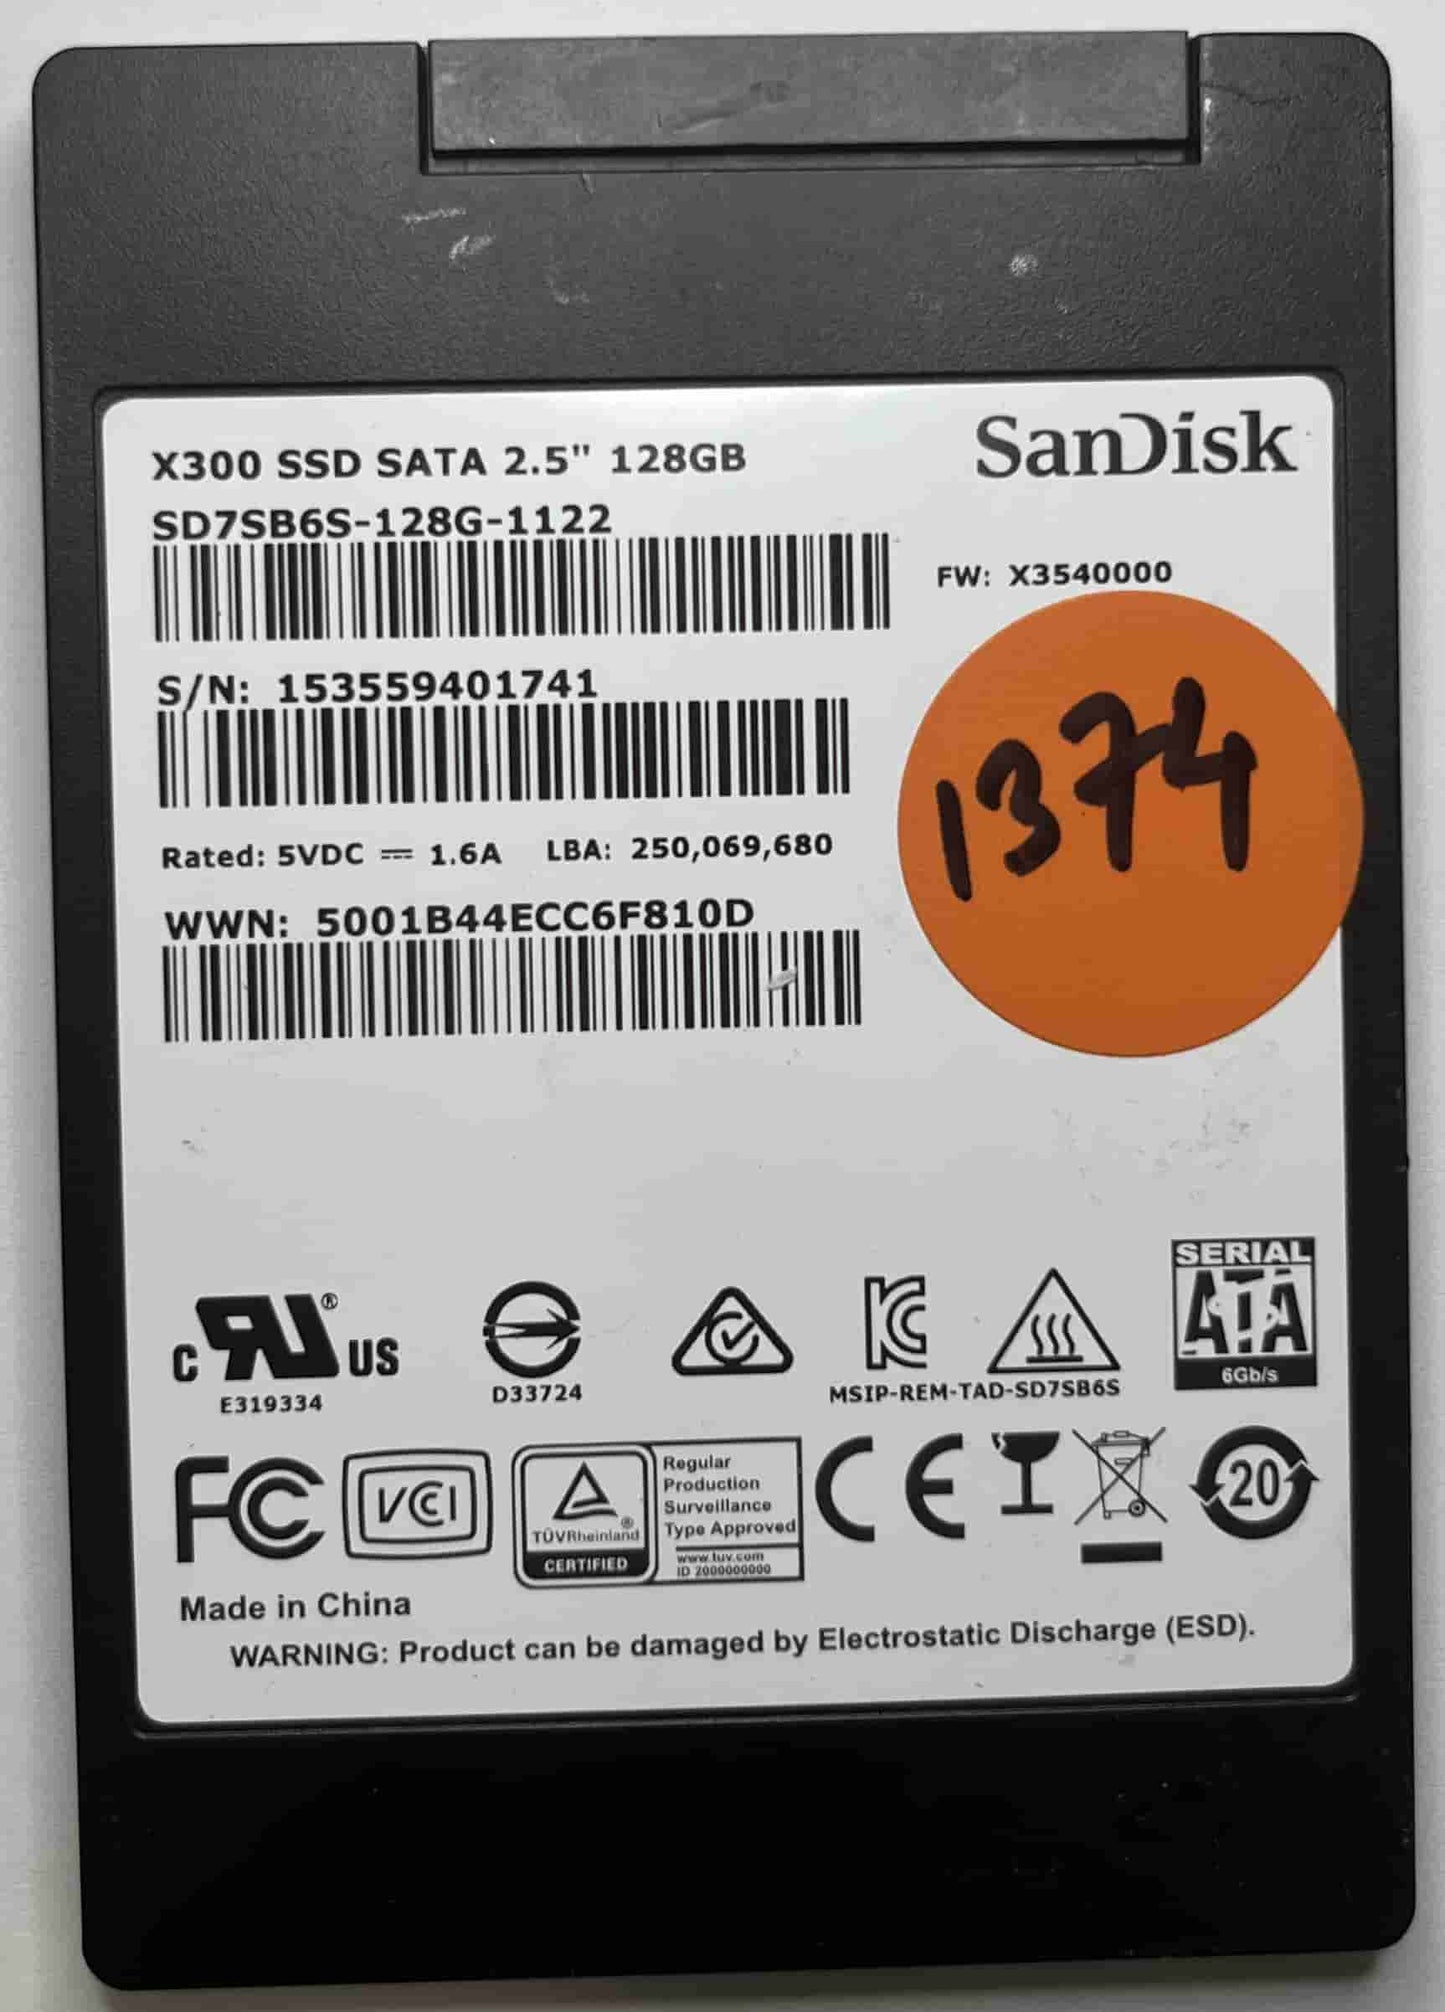 SanDisk
X300 SSD SATA 2.5" 128GB
SD7SB6S-128G-1122
FW: X3540000
S/N: 153559401741
1374
Rated: 5VDC ⎓ 1.6A LBA: 250,069,680
WWN: 5001B44ECC6F810D
c RU ® US
E319334
D33724
KC
MSIP-REM-TAD-SD7SB6S
SERIAL
ATA
6Gb/s
FC
VCCI
TÜVRheinland ®
CERTIFIED
Regular
Production
Surveillance
Type Approved
www.tuv.com
ID 2000000000
CE
20
Made in China
WARNING: Product can be damaged by Electrostatic Discharge (ESD).